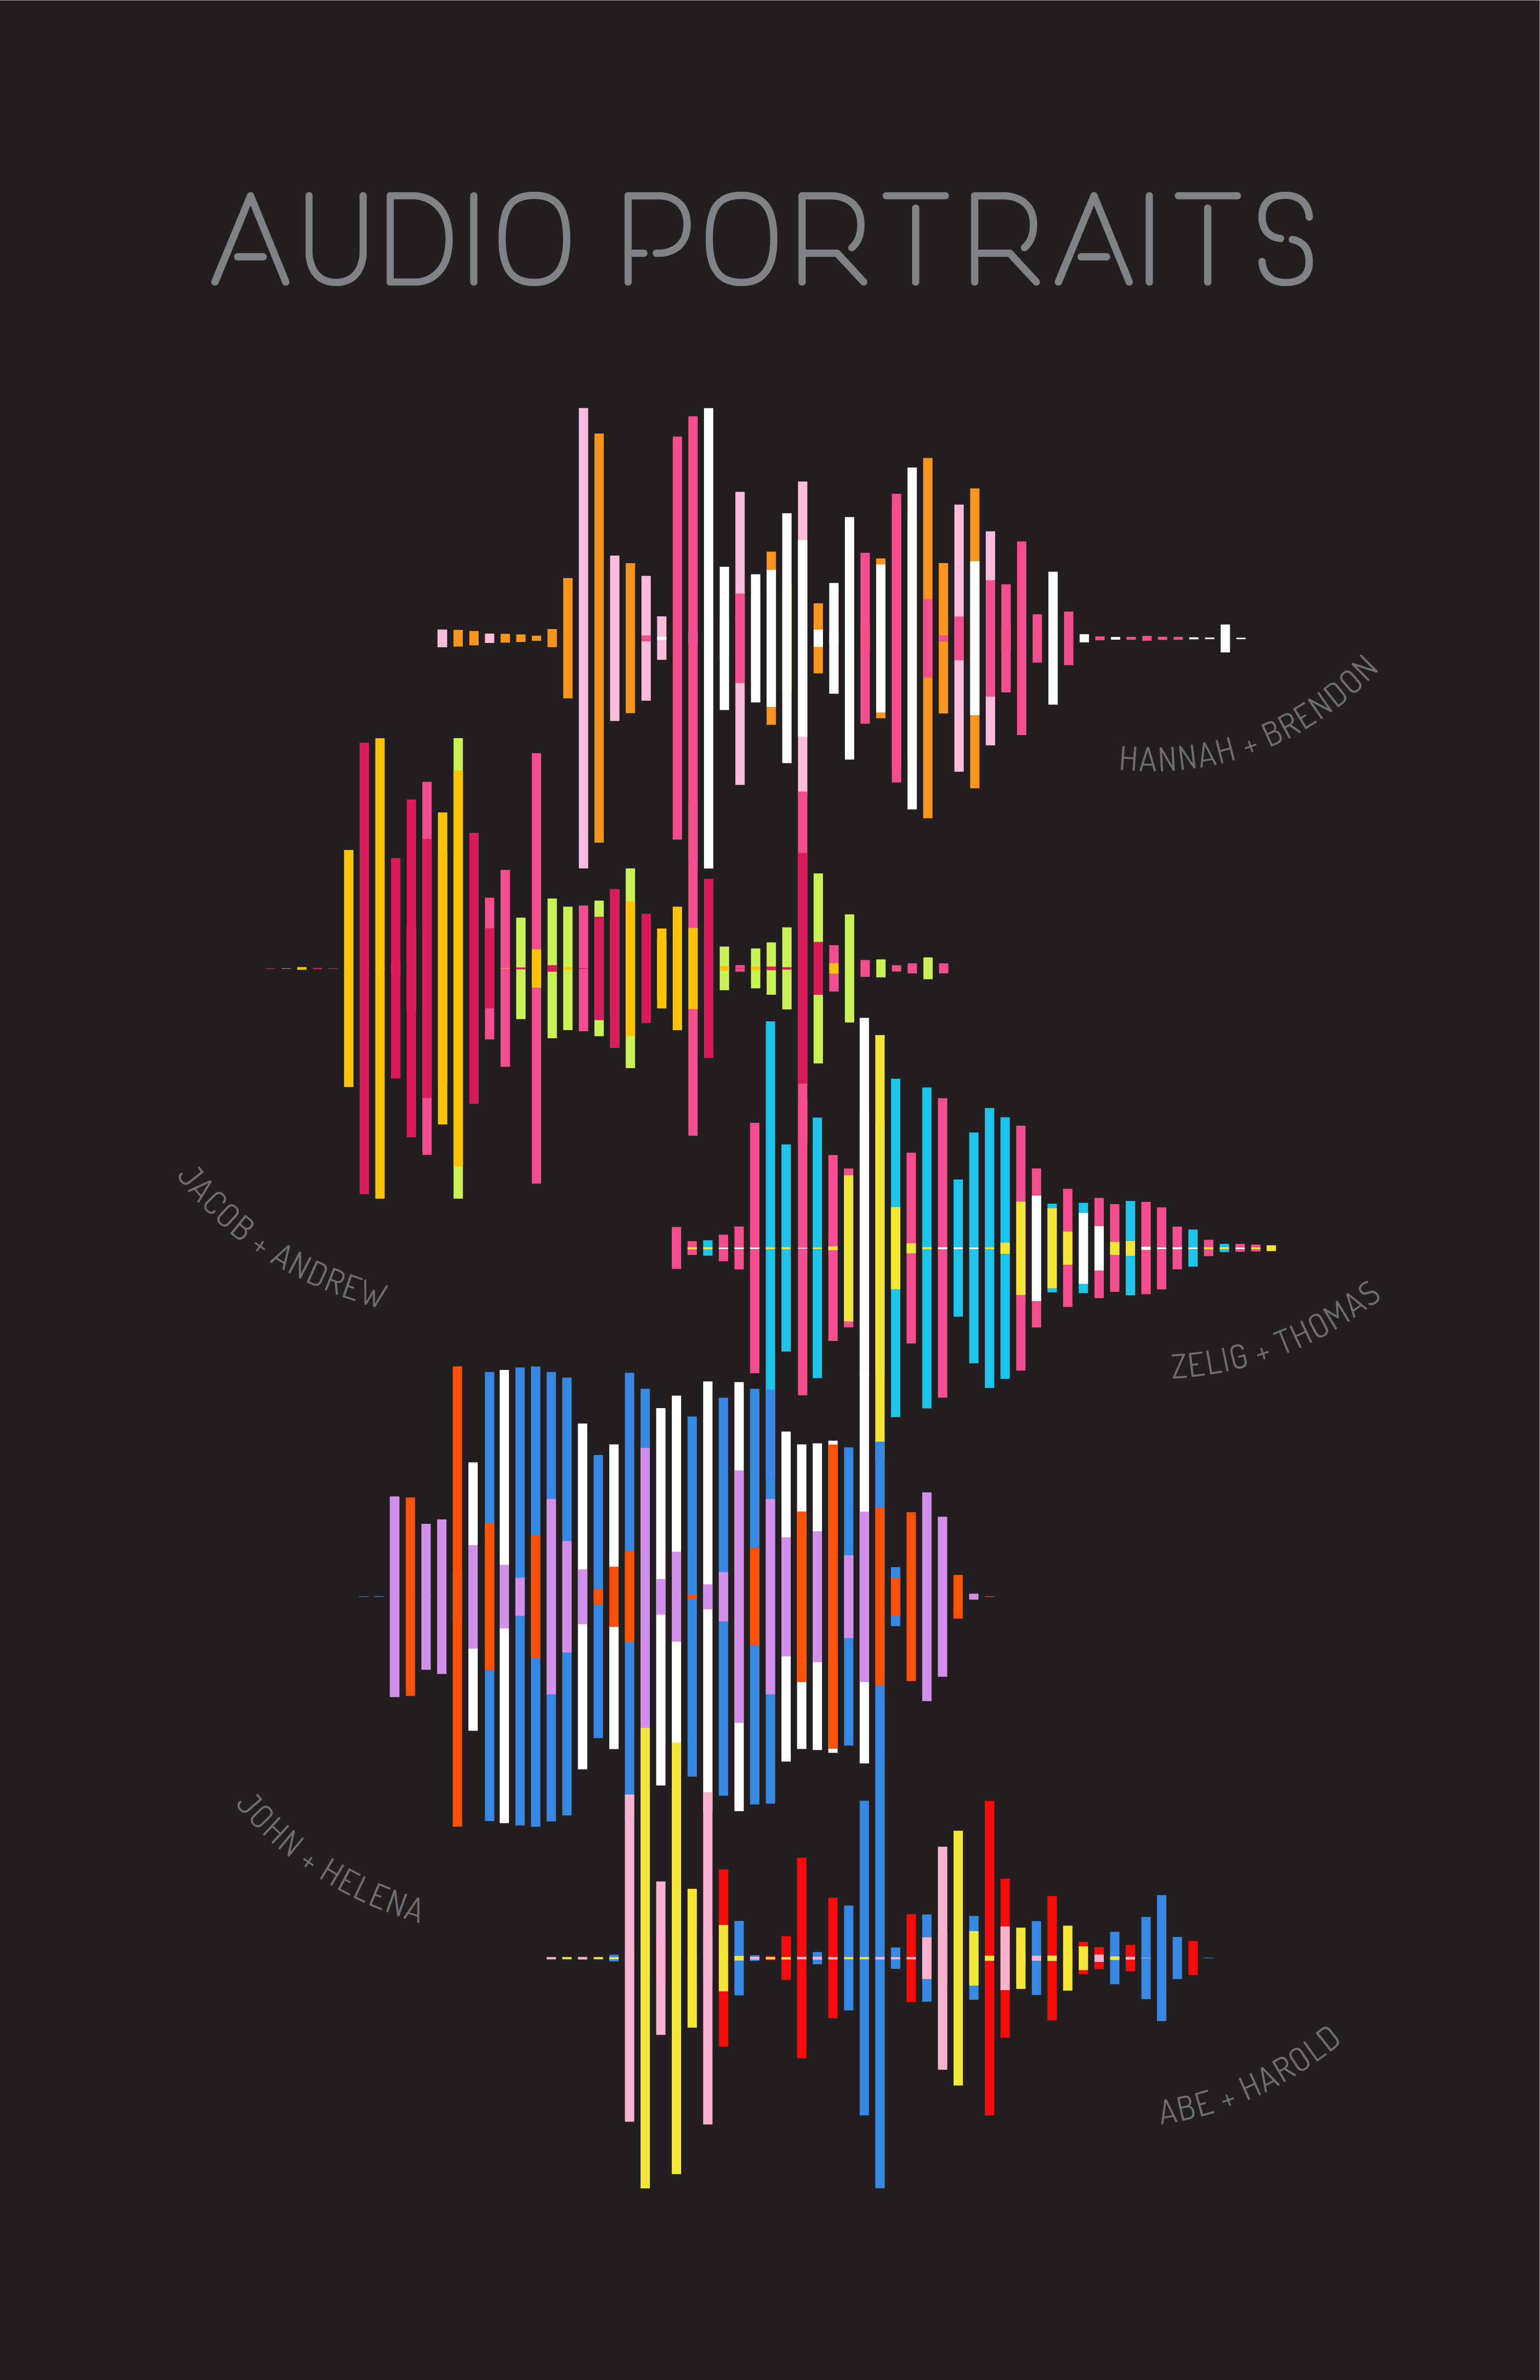 AUDIO PORTRAITS
HANNAH + BRENDON
JACOB + ANDREW
ZELIG + THOMAS
JOHN + HELENA
ABE + HAROLD